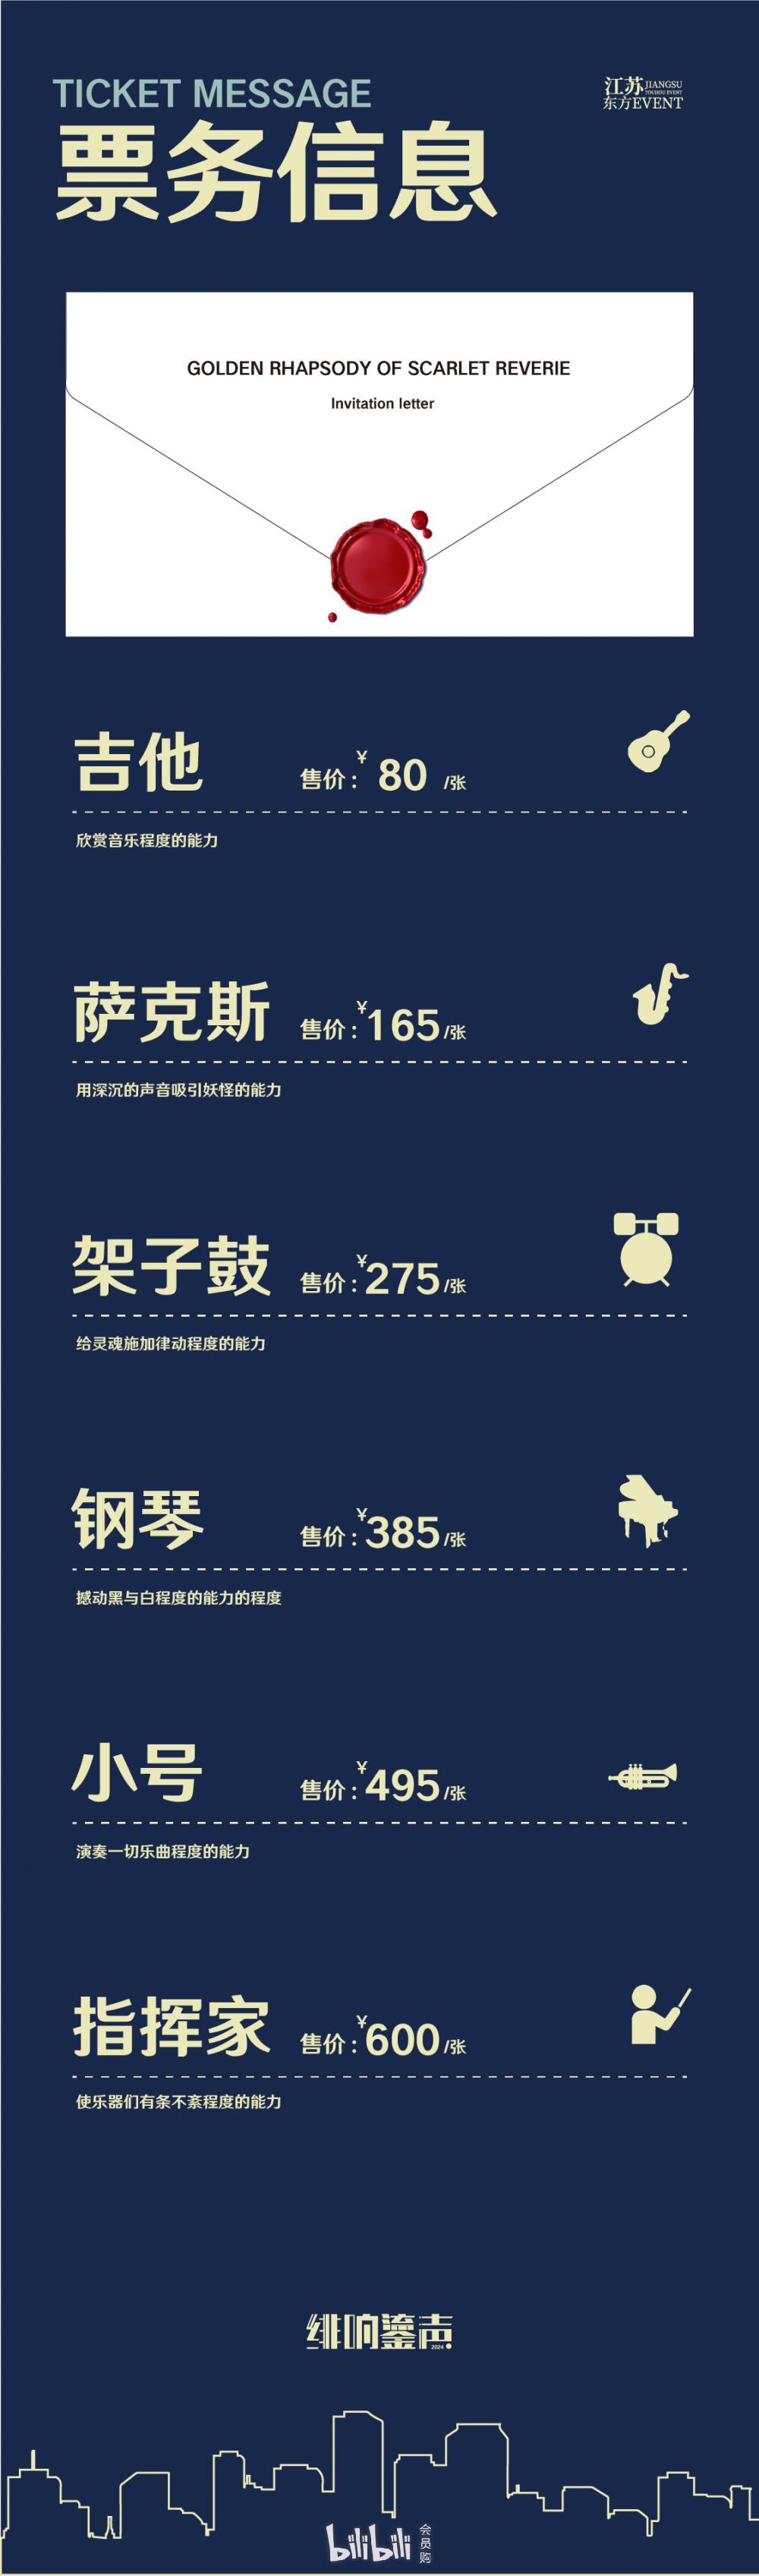 TICKET MESSAGE
票务信息
江苏 JIANGSU
TOUHOU EVENT
东方EVENT
GOLDEN RHAPSODY OF SCARLET REVERIE
Invitation letter
吉他 售价：¥80/张
欣赏音乐程度的能力
萨克斯 售价：¥165/张
用深沉的声音吸引妖怪的能力
架子鼓 售价：¥275/张
给灵魂施加律动程度的能力
钢琴 售价：¥385/张
撼动黑与白程度的能力的程度
小号 售价：¥495/张
演奏一切乐曲程度的能力
指挥家 售价：¥600/张
使乐器们有条不紊程度的能力
绯响鎏声
2024
bilibili 会员购